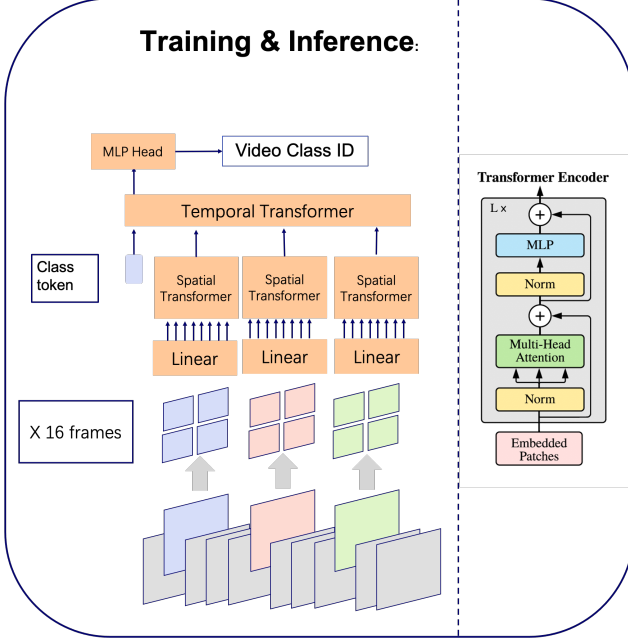 Training & Inference:
MLP Head
Video Class ID
Temporal Transformer
Class
token
Spatial
Transformer
Spatial
Transformer
Spatial
Transformer
Linear
Linear
Linear
X 16 frames
Transformer Encoder
L x
+
MLP
Norm
+
Multi-Head
Attention
Norm
Embedded
Patches